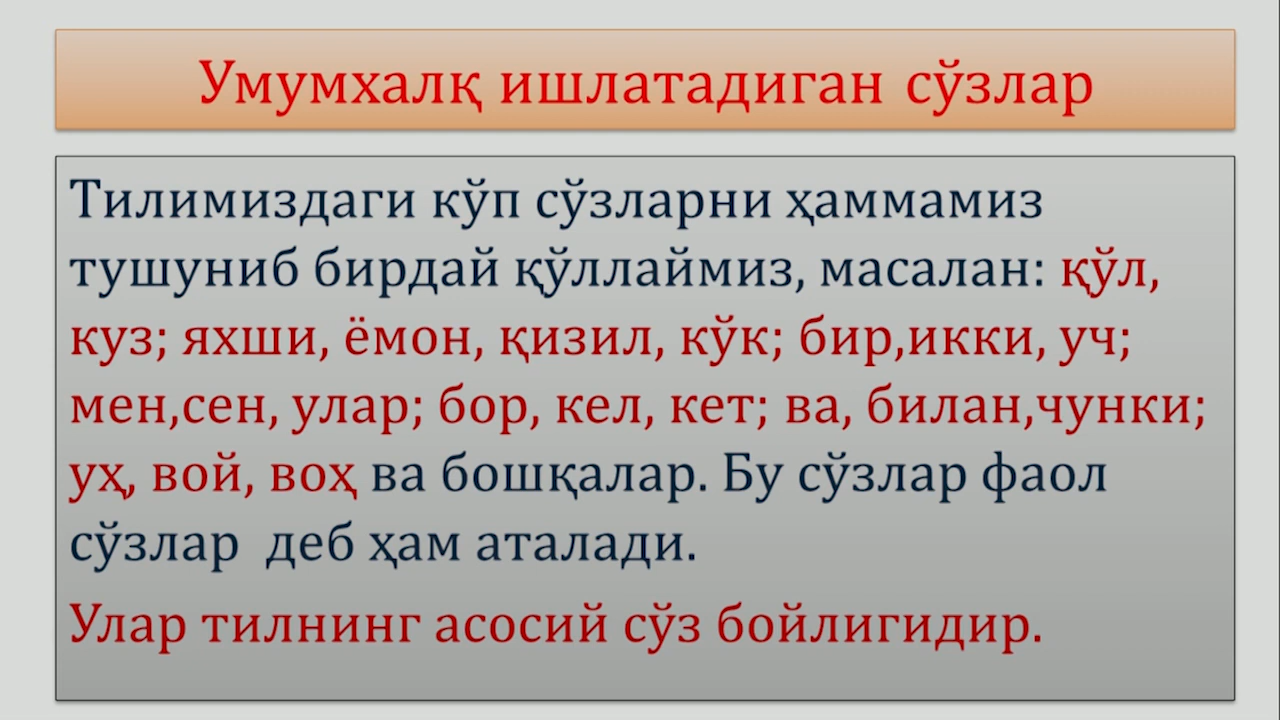 Умумхалқ ишлатадиган сўзлар
Тилимиздаги кўп сўзларни ҳаммамиз
тушуниб бирдай қўллаймиз, масалан: қўл,
куз; яхши, ёмон, қизил, кўк; бир,икки, уч;
мен,сен, улар; бор, кел, кет; ва, билан,чунки;
уҳ, вой, воҳ ва бошқалар. Бу сўзлар фаол
сўзлар  деб ҳам аталади.
Улар тилнинг асосий сўз бойлигидир.